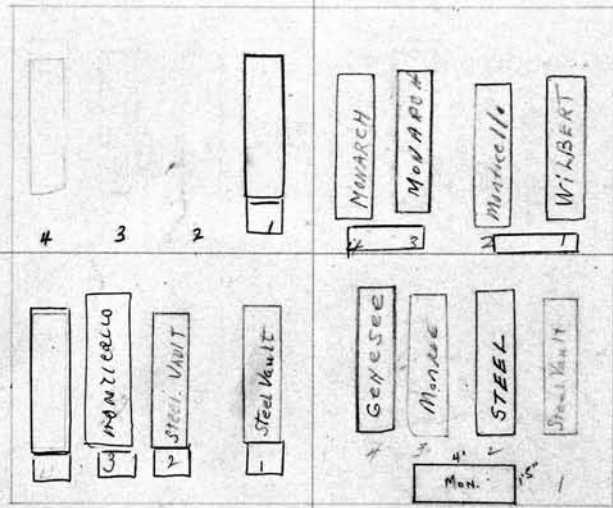 4 3 2 1
MONARCH
MONARCH
Monticello
WILBERT
4 3 2 1
MONTICELLO
STEEL VAULT
Steel Vault
3 2 1
GENESEE
MONROE
STEEL
Steel Vault
4 3 2 1
4'
MON.
1'5"